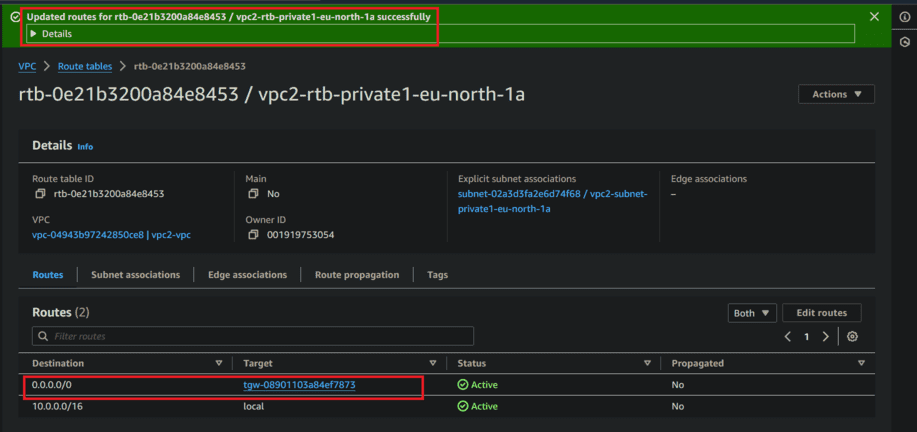 Updated routes for rtb-0e21b3200a84e8453 / vpc2-rtb-private1-eu-north-1a successfully
Details
VPC > Route tables > rtb-0e21b3200a84e8453
rtb-0e21b3200a84e8453 / vpc2-rtb-private1-eu-north-1a
Actions
Details Info
Route table ID
rtb-0e21b3200a84e8453
Main
No
Explicit subnet associations
subnet-02a3d3fa2e6d74f68 / vpc2-subnet-
private1-eu-north-1a
Edge associations
–
VPC
vpc-04943b97242850ce8 | vpc2-vpc
Owner ID
001919753054
Routes Subnet associations Edge associations Route propagation Tags
Routes (2)
Both Edit routes
Filter routes
1
Destination Target Status Propagated
0.0.0.0/0 tgw-08901103a84ef7873 Active No
10.0.0.0/16 local Active No